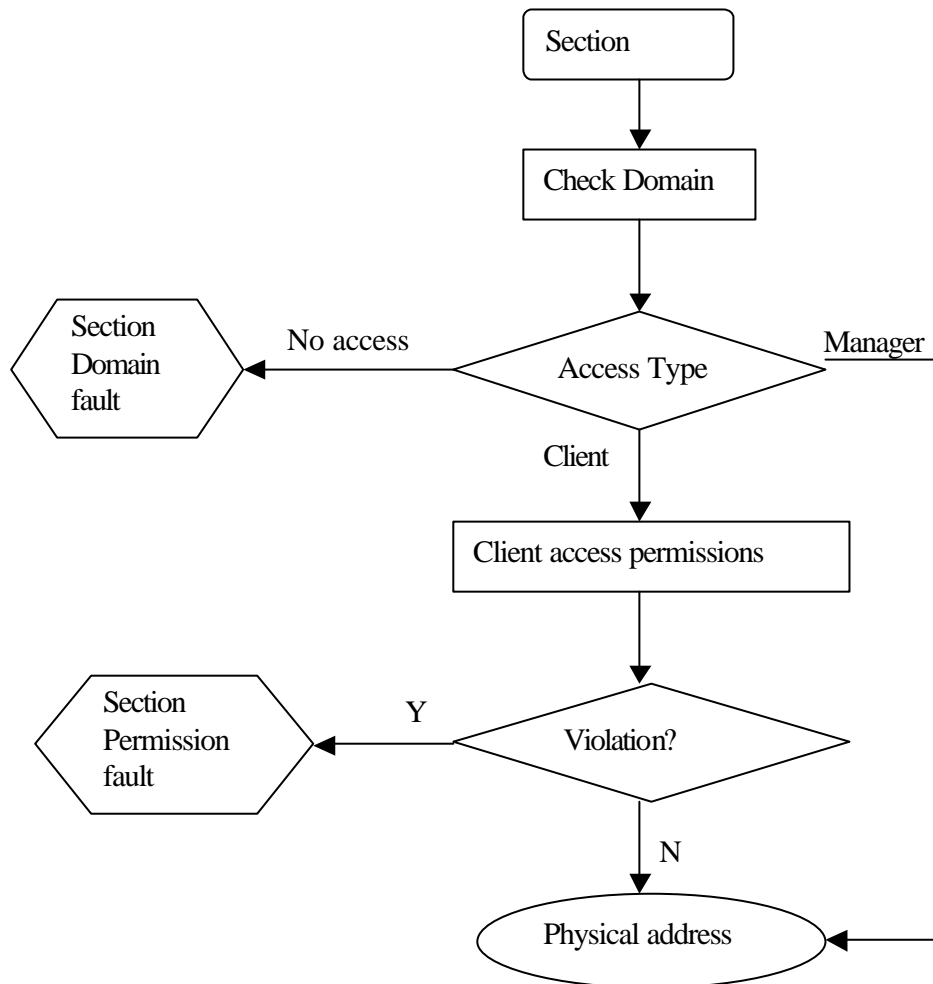 Section
Check Domain
Section
Domain
fault
No access
Access Type
Manager
Client
Client access permissions
Section
Permission
fault
Y
Violation?
N
Physical address